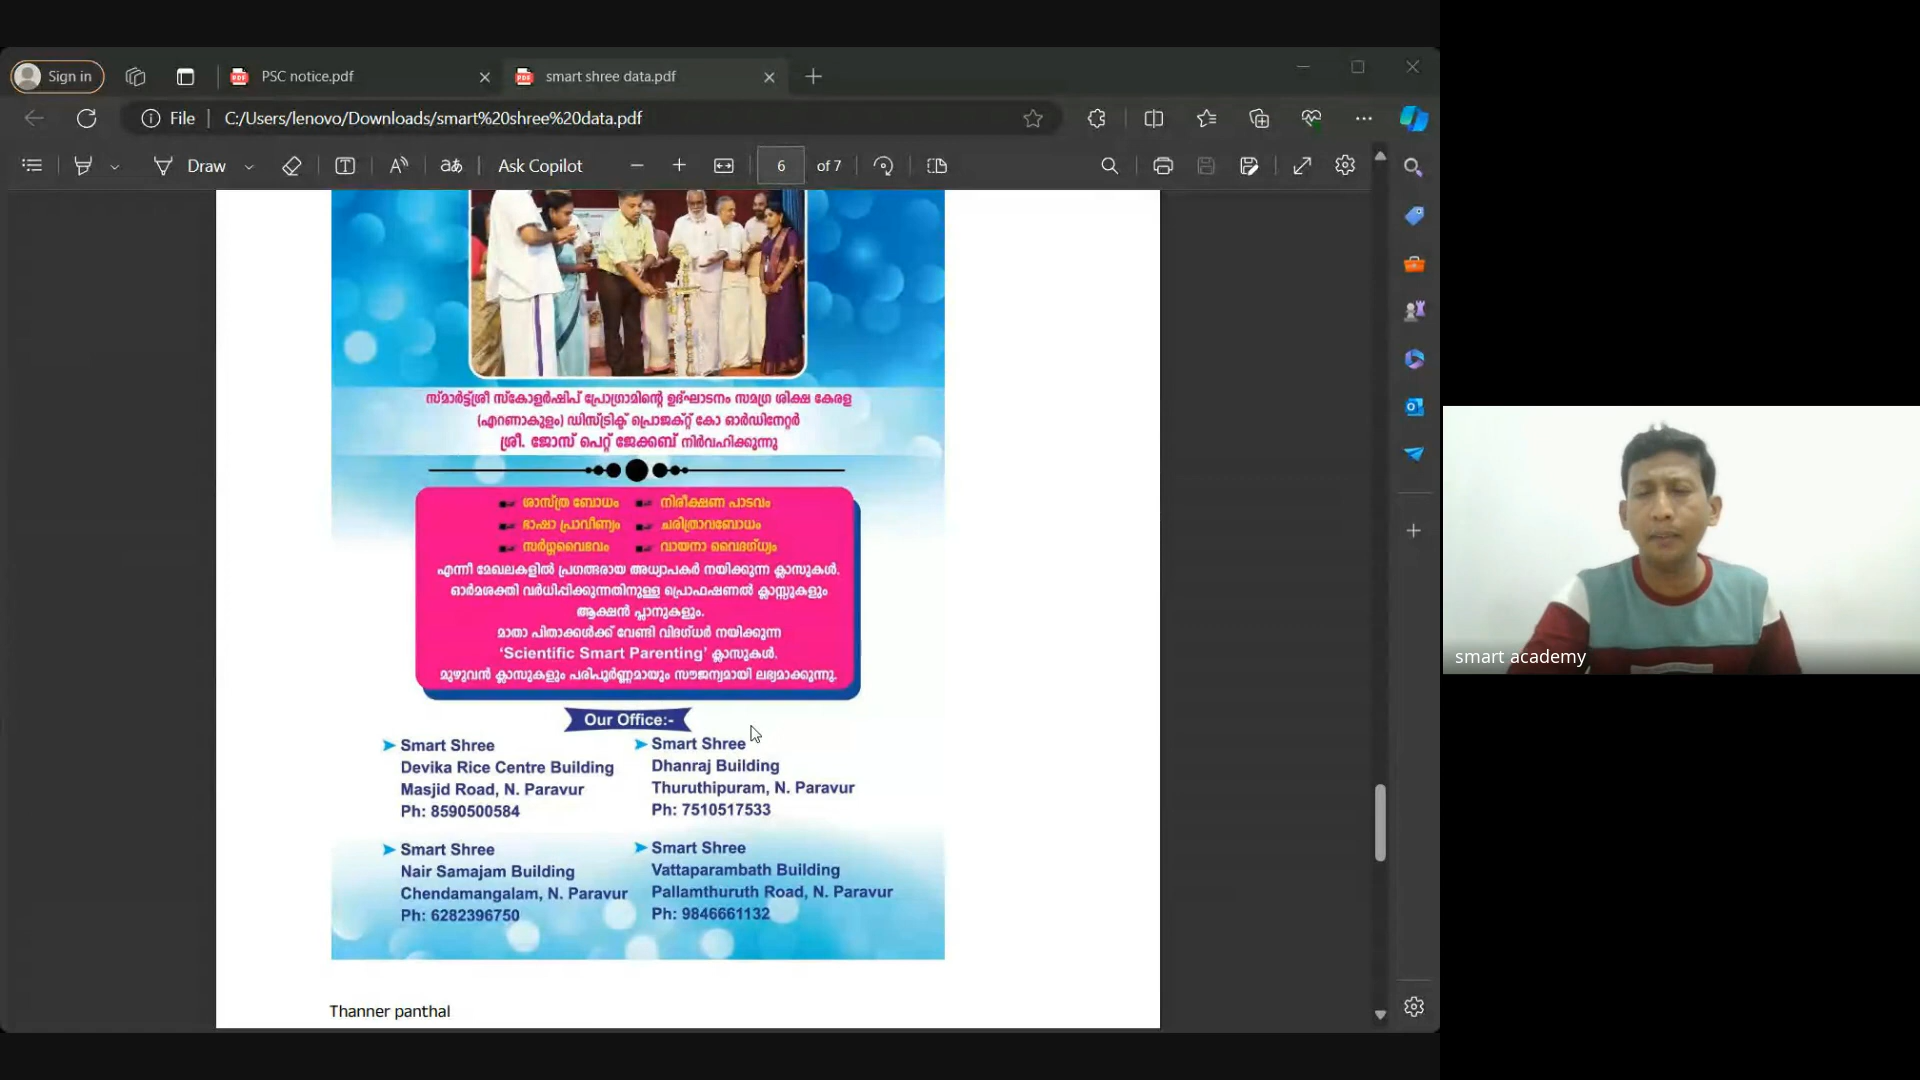 Sign in
PSC notice.pdf
smart shree data.pdf
File
C:/Users/lenovo/Downloads/smart%20shree%20data.pdf
Draw
Ask Copilot
6 of 7
സ്മാർട്ട്ശ്രീ സ്കോളർഷിപ് പ്രോഗ്രാമിന്റെ ഉദ്ഘാടനം സമഗ്ര ശിക്ഷ കേരള
(എറണാകുളം) ഡിസ്ട്രിക്ട് പ്രൊജക്റ്റ് കോ ഓർഡിനേറ്റർ
ശ്രീ. ജോസ് പെറ്റ് ജേക്കബ് നിർവഹിക്കുന്നു
ശാസ്ത്ര ബോധം നിരീക്ഷണ പാടവം
ഭാഷാ പ്രാവീണ്യം ചരിത്രാവബോധം
സർഗ്ഗവൈഭവം വായനാ വൈദഗ്ധ്യം
എന്നീ മേഖലകളിൽ പ്രഗത്ഭരായ അധ്യാപകർ നയിക്കുന്ന ക്ലാസുകൾ.
ഓർമശക്തി വർധിപ്പിക്കുന്നതിനുള്ള പ്രൊഫഷണൽ ക്ലാസ്സുകളും
ആക്ഷൻ പ്ലാനുകളും.
മാതാ പിതാക്കൾക്ക് വേണ്ടി വിദഗ്ധർ നയിക്കുന്ന
'Scientific Smart Parenting' ക്ലാസുകൾ.
മുഴുവൻ ക്ലാസുകളും പരിപൂർണ്ണമായും സൗജന്യമായി ലഭ്യമാക്കുന്നു.
Our Office:-
Smart Shree
Devika Rice Centre Building
Masjid Road, N. Paravur
Ph: 8590500584
Smart Shree
Dhanraj Building
Thuruthipuram, N. Paravur
Ph: 7510517533
Smart Shree
Nair Samajam Building
Chendamangalam, N. Paravur
Ph: 6282396750
Smart Shree
Vattaparambath Building
Pallamthuruth Road, N. Paravur
Ph: 9846661132
Thanner panthal
smart academy